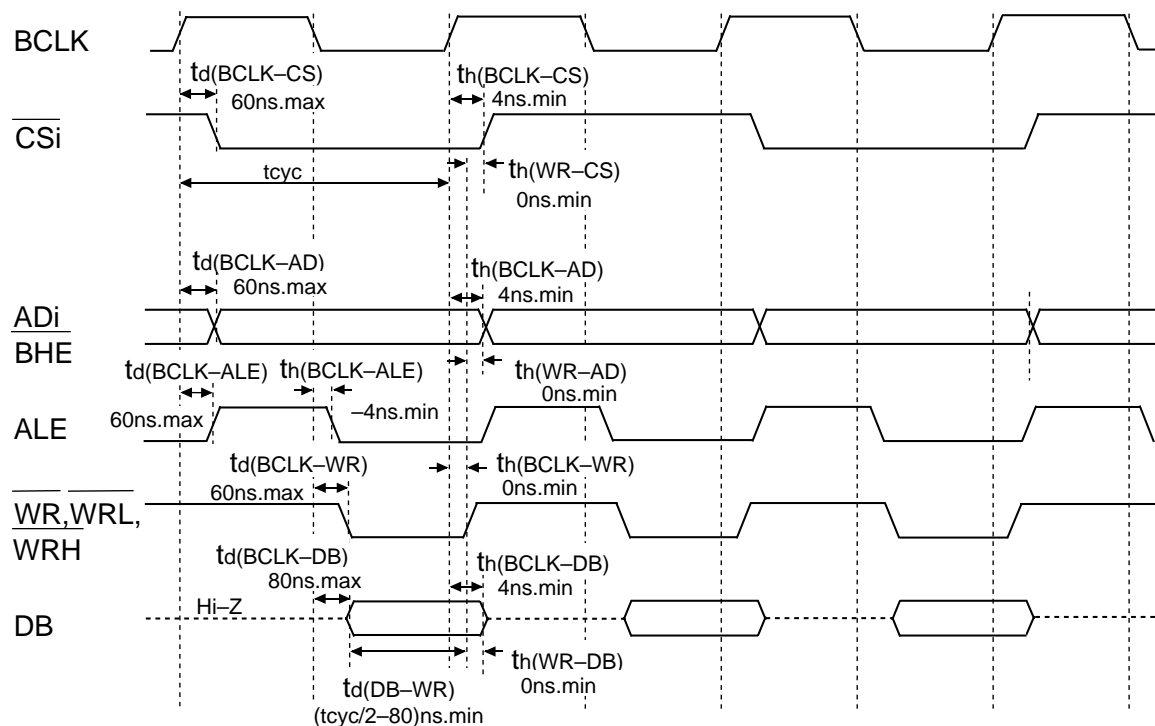 BCLK
td(BCLK–CS)
60ns.max
th(BCLK–CS)
4ns.min
CSi
tcyc
th(WR–CS)
0ns.min
td(BCLK–AD)
60ns.max
th(BCLK–AD)
4ns.min
ADi
BHE
td(BCLK–ALE)
60ns.max
th(BCLK–ALE)
–4ns.min
th(WR–AD)
0ns.min
ALE
td(BCLK–WR)
60ns.max
th(BCLK–WR)
0ns.min
WR,WRL,
WRH
td(BCLK–DB)
80ns.max
th(BCLK–DB)
4ns.min
Hi–Z
DB
td(DB–WR)
(tcyc/2–80)ns.min
th(WR–DB)
0ns.min